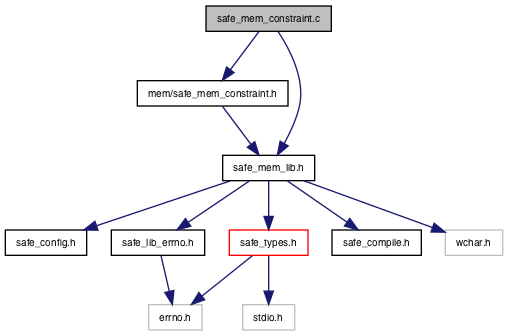 safe_mem_constraint.c
mem/safe_mem_constraint.h
safe_mem_lib.h
safe_config.h
safe_lib_errno.h
safe_types.h
safe_compile.h
wchar.h
errno.h
stdio.h